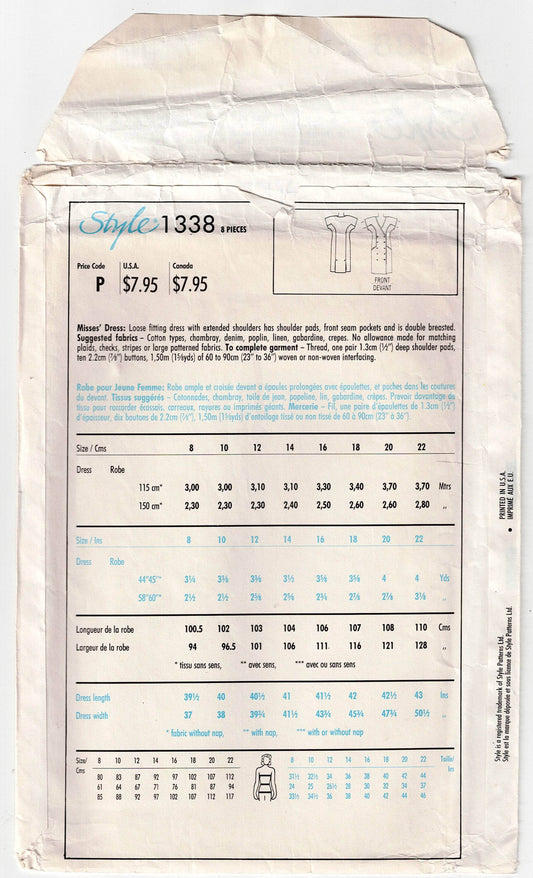 Style 1338 8 PIECES
Price Code U.S.A. Canada
P $7.95 $7.95
FRONT
DEVANT
Misses' Dress: Loose fitting dress with extended shoulders has shoulder pads, front seam pockets and is double breasted.
Suggested fabrics - Cotton types, chambray, denim, poplin, linen, gabardine, crepes. No allowance made for matching
plaids, checks, stripes or large patterned fabrics. To complete garment - Thread, one pair 1.3cm (½") deep shoulder pads,
ten 2.2cm (⅞") buttons, 1,50m (1⅝yds) of 60 to 90cm (23" to 36") woven or non-woven interfacing.
Robe pour Jeune Femme: Robe ample et croisée devant a épaules prolongées avec épaulettes, et poches dans les coutures
du devant. Tissus suggérés - Cotonnades, chambray, toile de jean, popeline, lin, gabardine, crêpes. Prevoir davantage de
tissu pour raccorder écossais, carreaux, rayures ou imprimés géants. Mercerie - Fil, une paire d'épaulettes de 1.3cm (½")
d'épaisseur, dix boutons de 2.2cm (⅞"), 1,50m (1⅝yds) d'entoilage tissé ou non tissé de 60 à 90cm (23" à 36").
Size / Cms 8 10 12 14 16 18 20 22
Dress Robe
115 cm* 3,00 3,00 3,10 3,10 3,30 3,40 3,70 3,70 Mtrs
150 cm* 2,30 2,30 2,30 2,40 2,50 2,60 2,60 2,80 ,,
Size / Ins 8 10 12 14 16 18 20 22
Dress Robe
44"45"* 3¼ 3⅜ 3⅜ 3½ 3⅝ 3⅝ 4 4 Yds
58"60"* 2½ 2½ 2⅝ 2⅝ 2¾ 2⅞ 2⅞ 3⅛ ,,
Longueur de la robe 100.5 102 103 104 106 107 108 110 Cms
Largeur de la robe 94 96.5 101 106 111 116 121 128 ,,
* tissu sans sens, ** avec sens, *** avec ou sans sens
Dress length 39½ 40 40½ 41 41½ 42 42½ 43 Ins
Dress width 37 38 39¾ 41½ 43¾ 45¾ 47¾ 50½ ,,
* fabric without nap, ** with nap, *** with or without nap
Size/ 8 10 12 14 16 18 20 22
Cms
80 83 87 92 97 102 107 112
61 64 67 71 76 81 87 94
85 88 92 97 102 107 112 117
8 10 12 14 16 18 20 22 Taille/
Ins
31½ 32½ 34 36 38 40 42 44
24 25 26½ 28 30 32 34 37
33½ 34½ 36 38 40 42 44 46
• PRINTED IN U.S.A.
IMPRIMÉ AUX E.U.
Style is a registered trademark of Style Patterns Ltd.
Style est la marque déposée et sous licence de Style Patterns Ltd.